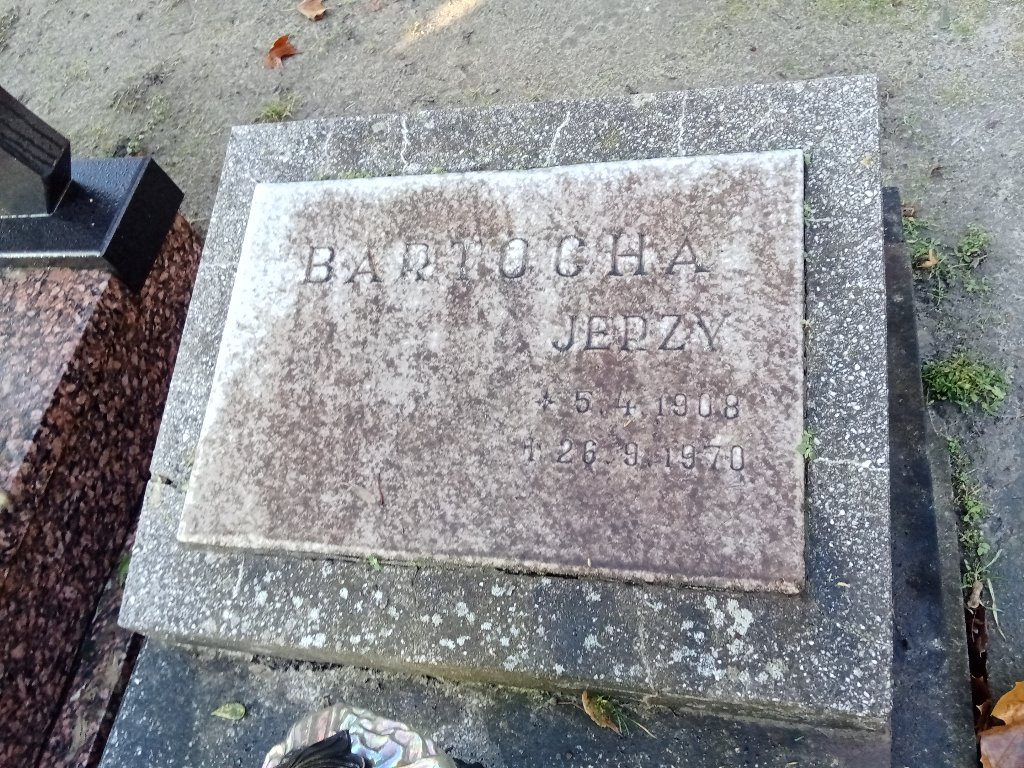 BARTOCHA
JERZY
* 5.4.1908
† 26.9.1970